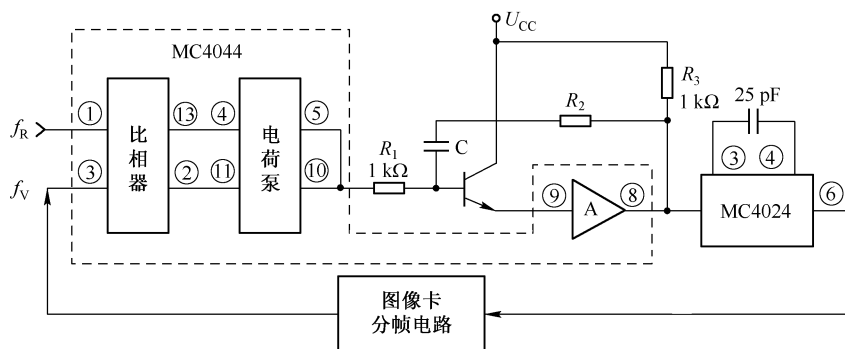 U_CC
MC4044
① ⑬ ④ ⑤
f_R
比相器
电荷泵
③ ② ⑪ ⑩
f_V
R_1
1 kΩ
C
R_2
R_3
1 kΩ
25 pF
③ ④
⑨ A ⑧
MC4024
⑥
图像卡
分帧电路